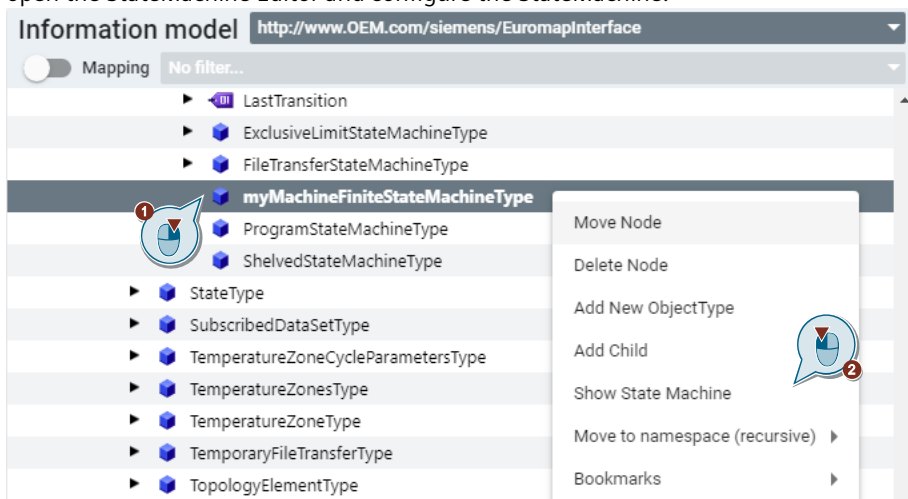 open the StateMachine Editor and configure the StateMachine.
Information model http://www.OEM.com/siemens/EuromapInterface
Mapping No filter...
LastTransition
ExclusiveLimitStateMachineType
FileTransferStateMachineType
myMachineFiniteStateMachineType
1
Move Node
ProgramStateMachineType
ShelvedStateMachineType
Delete Node
StateType
Add New ObjectType
SubscribedDataSetType
Add Child
TemperatureZoneCycleParametersType
2
TemperatureZonesType
Show State Machine
TemperatureZoneType
Move to namespace (recursive)
TemporaryFileTransferType
Bookmarks
TopologyElementType